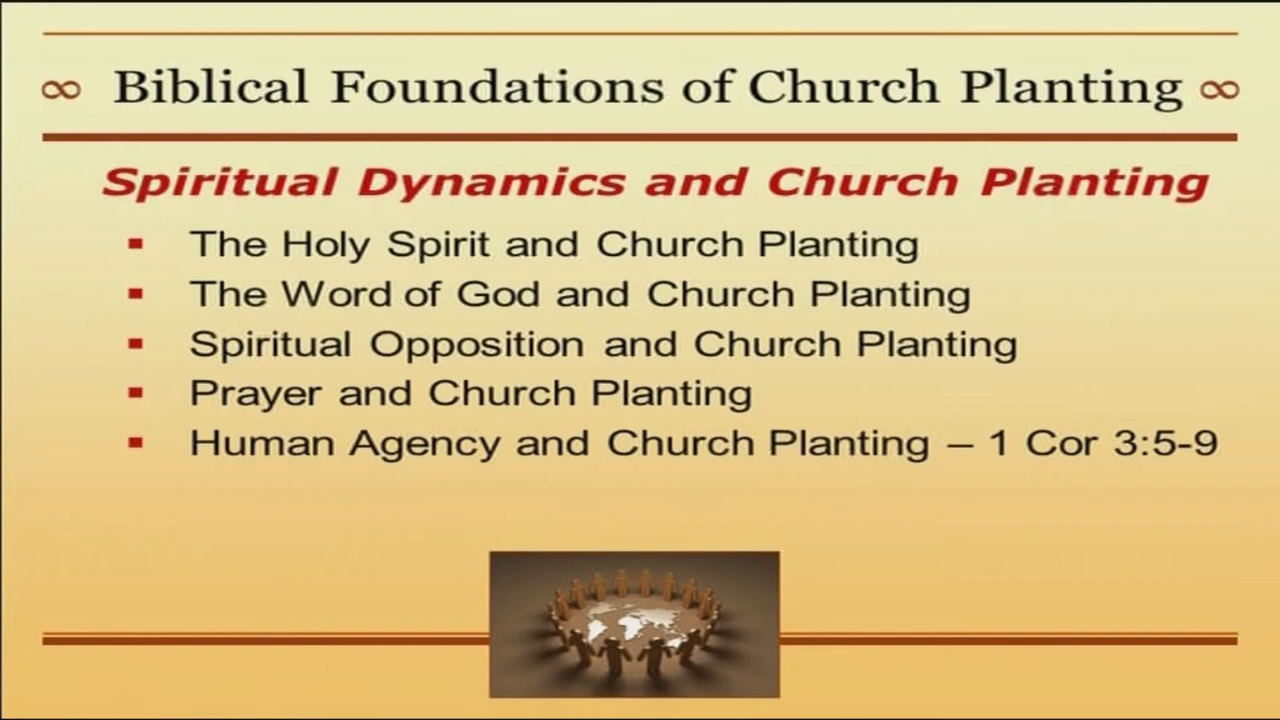 ∞ Biblical Foundations of Church Planting ∞
Spiritual Dynamics and Church Planting
▪ The Holy Spirit and Church Planting
▪ The Word of God and Church Planting
▪ Spiritual Opposition and Church Planting
▪ Prayer and Church Planting
▪ Human Agency and Church Planting – 1 Cor 3:5-9